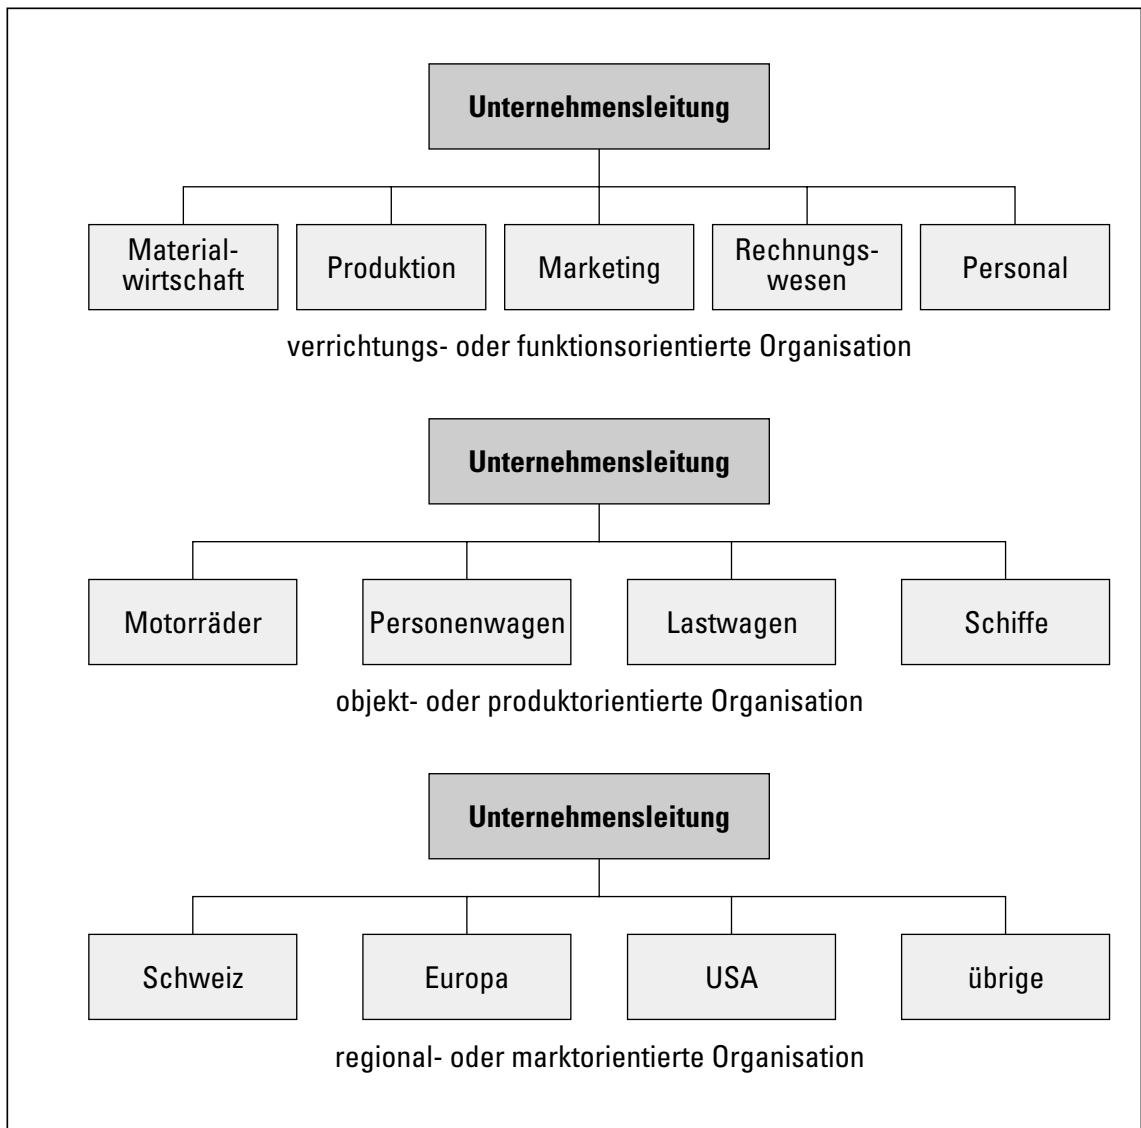 Unternehmensleitung
Material-
wirtschaft
Produktion
Marketing
Rechnungs-
wesen
Personal
verrichtungs- oder funktionsorientierte Organisation
Unternehmensleitung
Motorräder
Personenwagen
Lastwagen
Schiffe
objekt- oder produktorientierte Organisation
Unternehmensleitung
Schweiz
Europa
USA
übrige
regional- oder marktorientierte Organisation